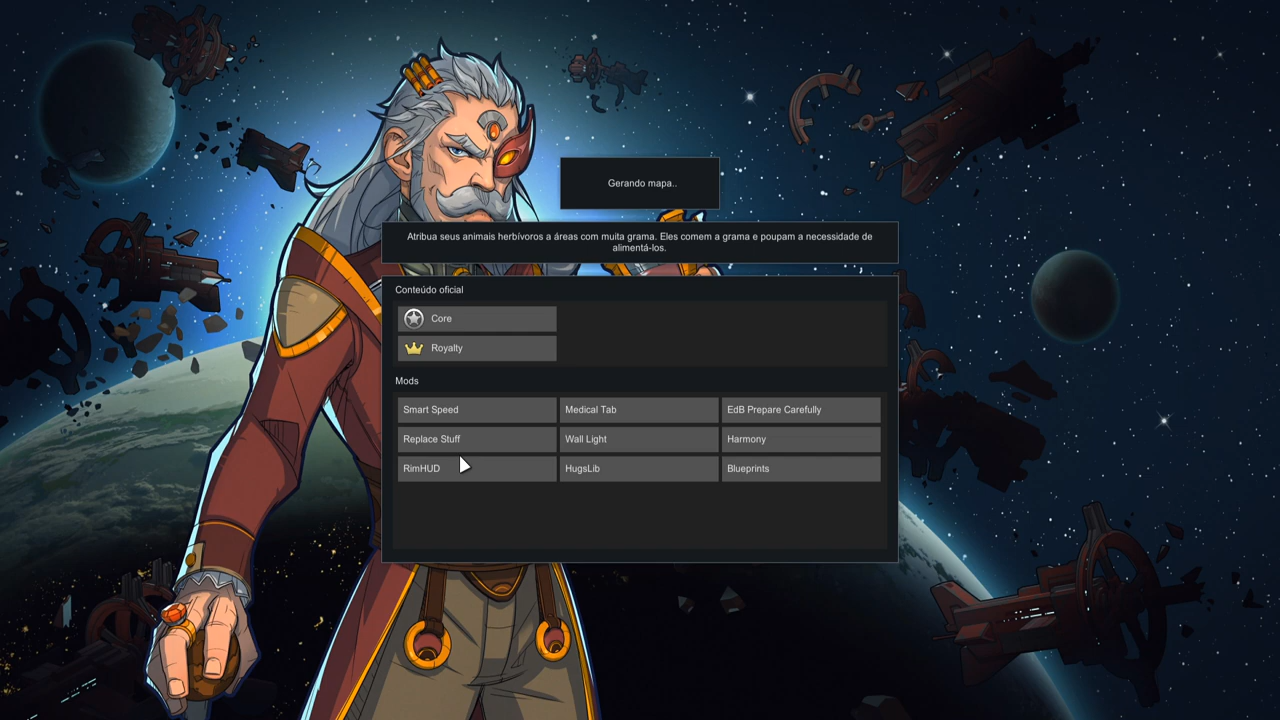 Gerando mapa..
Atribua seus animais herbívoros a áreas com muita grama. Eles comem a grama e poupam a necessidade de
alimentá-los.
Conteúdo oficial
Core
Royalty
Mods
Smart Speed
Medical Tab
EdB Prepare Carefully
Replace Stuff
Wall Light
Harmony
RimHUD
HugsLib
Blueprints